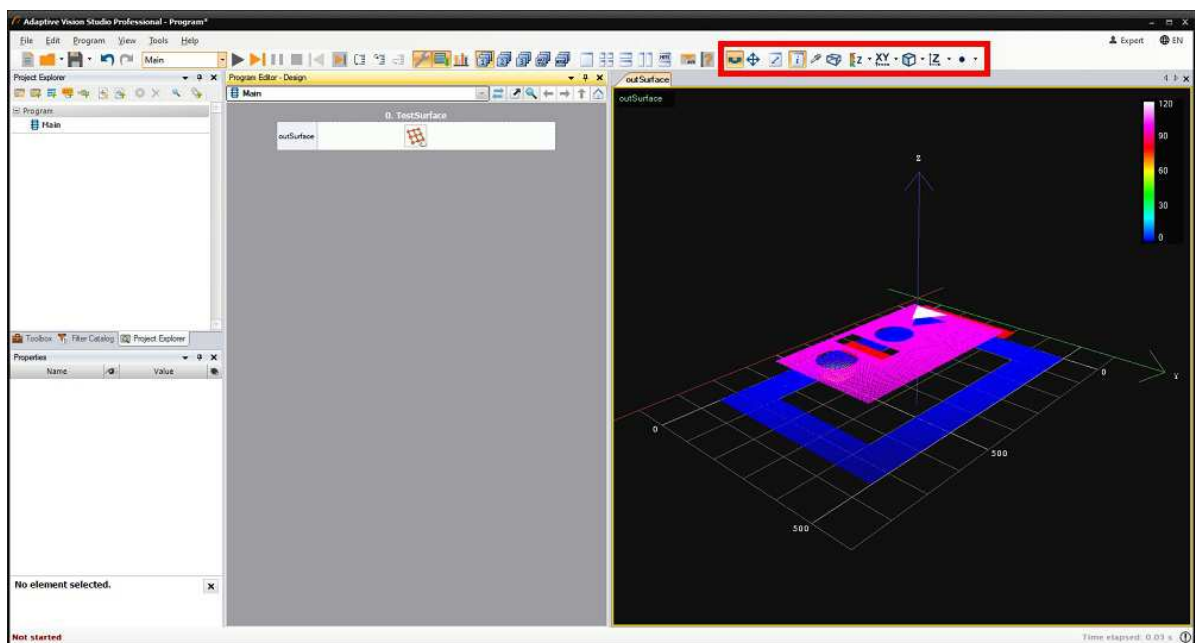 Adaptive Vision Studio Professional - Program*
File Edit Program View Tools Help
Expert EN
Main
Project Explorer
Program Editor - Design
outSurface
Main
outSurface
Program
Main
0. TestSurface
outSurface
120
90
60
30
0
Z
Y
0
0
500
500
Toolbox Filter Catalog Project Explorer
Properties
Name Value
No element selected.
Not started
Time elapsed: 0.03 s